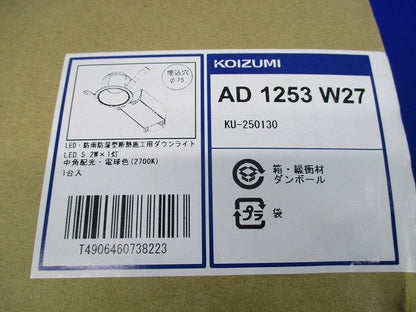 埋込穴
φ75
LED・防雨防湿型断熱施工用ダウンライト
LED 5.2W×1灯
中角配光・電球色(2700K)
1台入
T4906460738223
KOIZUMI
AD 1253 W27
KU-250130
箱・緩衝材
ダンボール
プラ
袋